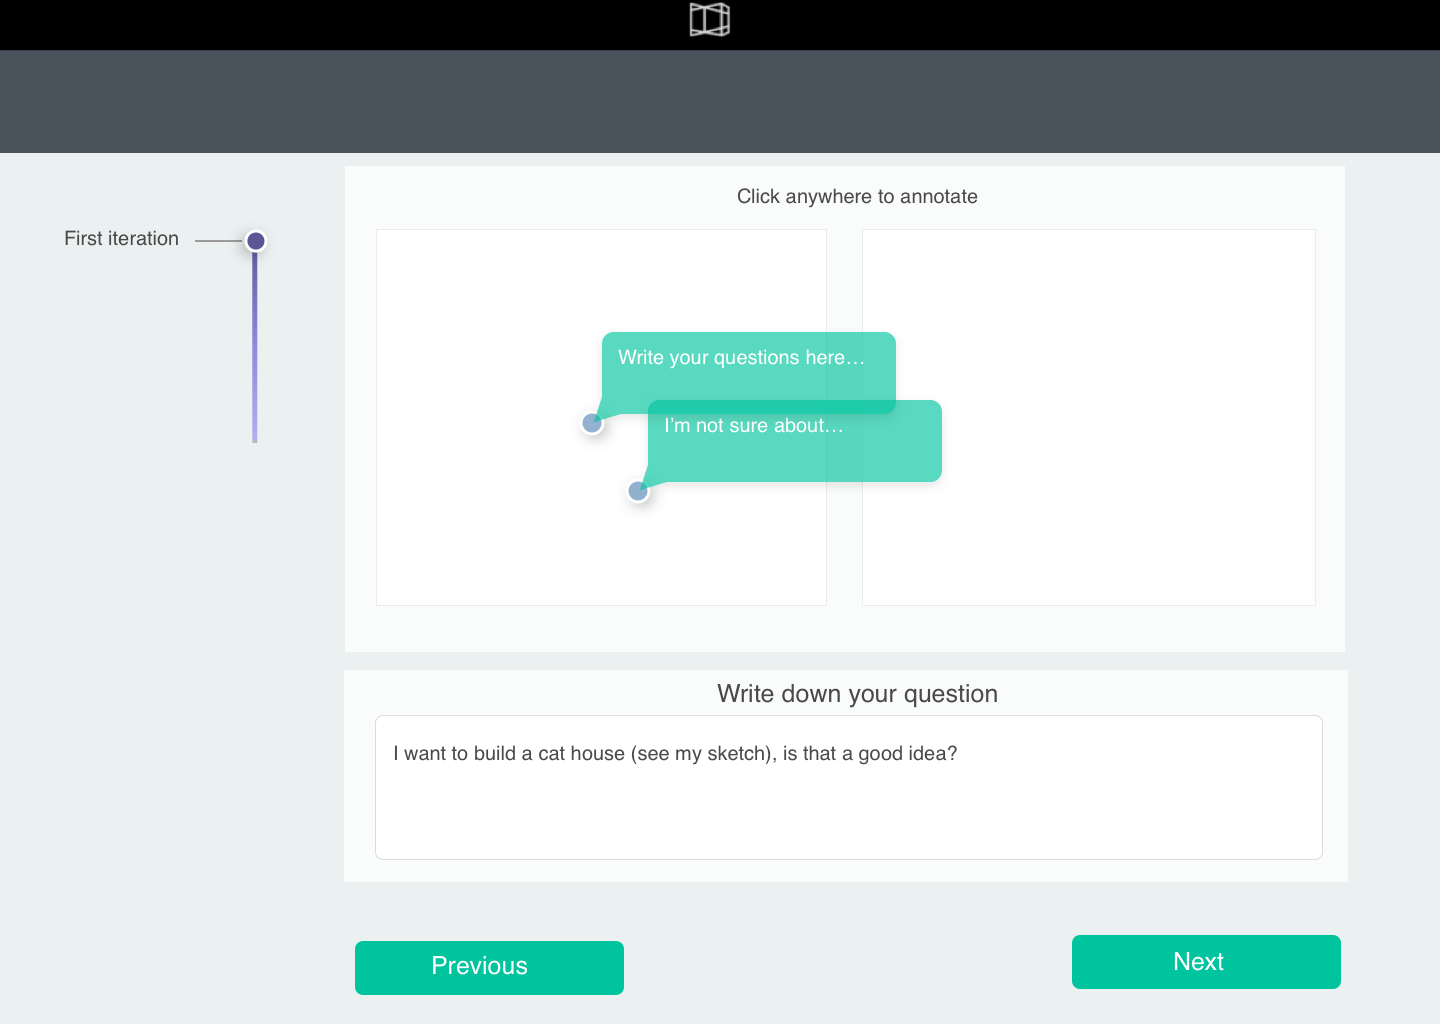 Click anywhere to annotate
First iteration
Write your questions here...
I'm not sure about...
Write down your question
I want to build a cat house (see my sketch), is that a good idea?
Previous
Next